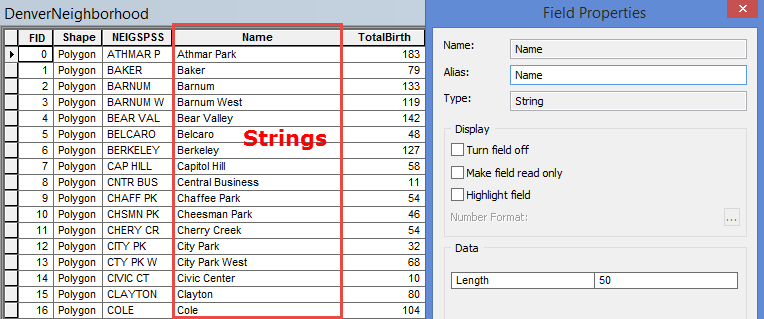 DenverNeighborhood
FID Shape NEIGSPSS Name TotalBirth
0 Polygon ATHMAR P Athmar Park 183
1 Polygon BAKER Baker 79
2 Polygon BARNUM Barnum 133
3 Polygon BARNUM W Barnum West 119
4 Polygon BEAR VAL Bear Valley 142
5 Polygon BELCARO Belcaro 48
6 Polygon BERKELEY Berkeley 127
7 Polygon CAP HILL Capitol Hill 58
8 Polygon CNTR BUS Central Business 11
9 Polygon CHAFF PK Chaffee Park 54
10 Polygon CHSMN PK Cheesman Park 46
11 Polygon CHERY CR Cherry Creek 54
12 Polygon CITY PK City Park 32
13 Polygon CTY PK W City Park West 68
14 Polygon CIVIC CT Civic Center 10
15 Polygon CLAYTON Clayton 80
16 Polygon COLE Cole 104
Strings
Field Properties
Name: Name
Alias: Name
Type: String
Display
Turn field off
Make field read only
Highlight field
Number Format: ...
Data
Length 50